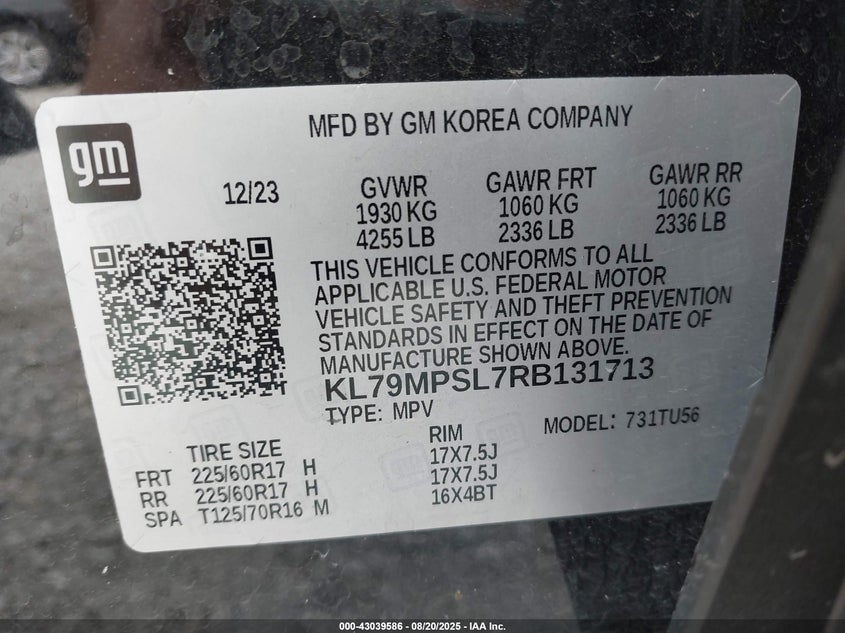 gm
MFD BY GM KOREA COMPANY
12/23
GVWR
1930 KG
4255 LB
GAWR FRT
1060 KG
2336 LB
GAWR RR
1060 KG
2336 LB
THIS VEHICLE CONFORMS TO ALL
APPLICABLE U.S. FEDERAL MOTOR
VEHICLE SAFETY AND THEFT PREVENTION
STANDARDS IN EFFECT ON THE DATE OF
MANUFACTURE SHOWN ABOVE.
KL79MPSL7RB131713
TYPE: MPV
MODEL: 731TU56
TIRE SIZE
RIM
FRT 225/60R17 H 17X7.5J
RR 225/60R17 H 17X7.5J
SPA T125/70R16 M 16X4BT
000-43039586 - 08/20/2025 - IAA Inc.